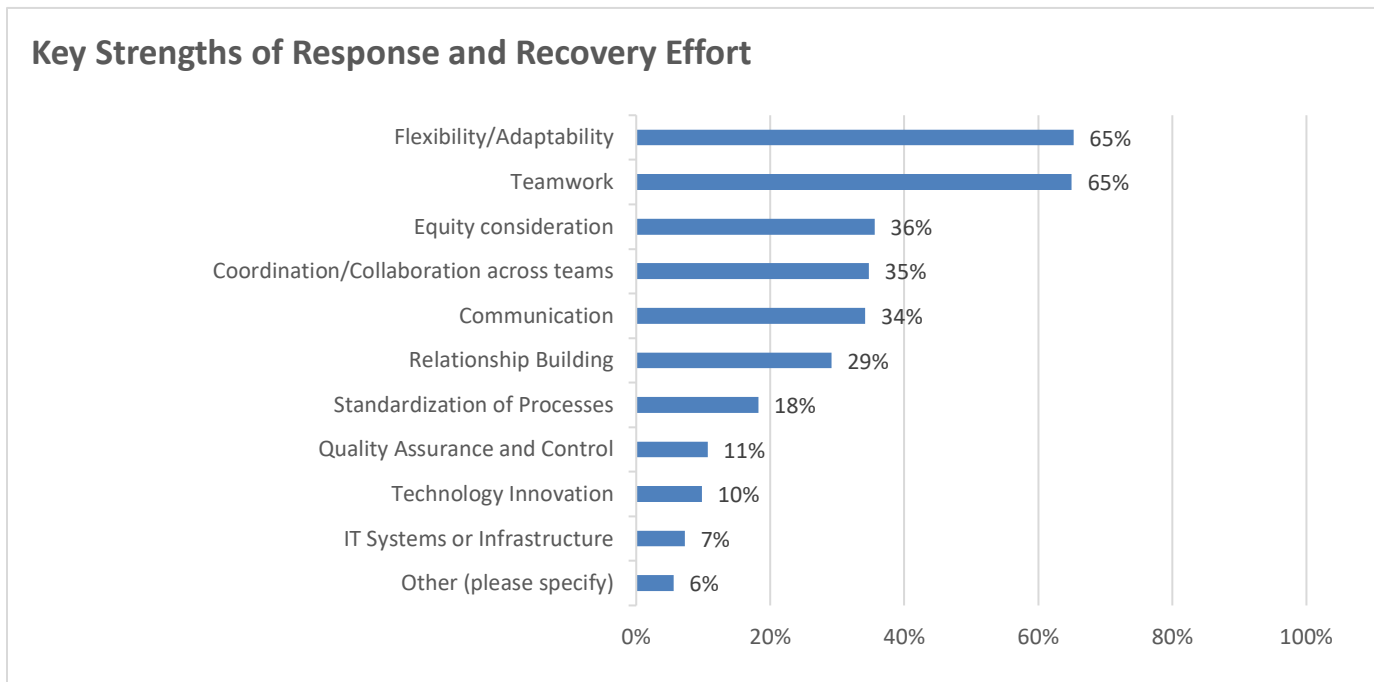 Key Strengths of Response and Recovery Effort
Flexibility/Adaptability 65%
Teamwork 65%
Equity consideration 36%
Coordination/Collaboration across teams 35%
Communication 34%
Relationship Building 29%
Standardization of Processes 18%
Quality Assurance and Control 11%
Technology Innovation 10%
IT Systems or Infrastructure 7%
Other (please specify) 6%
0% 20% 40% 60% 80% 100%